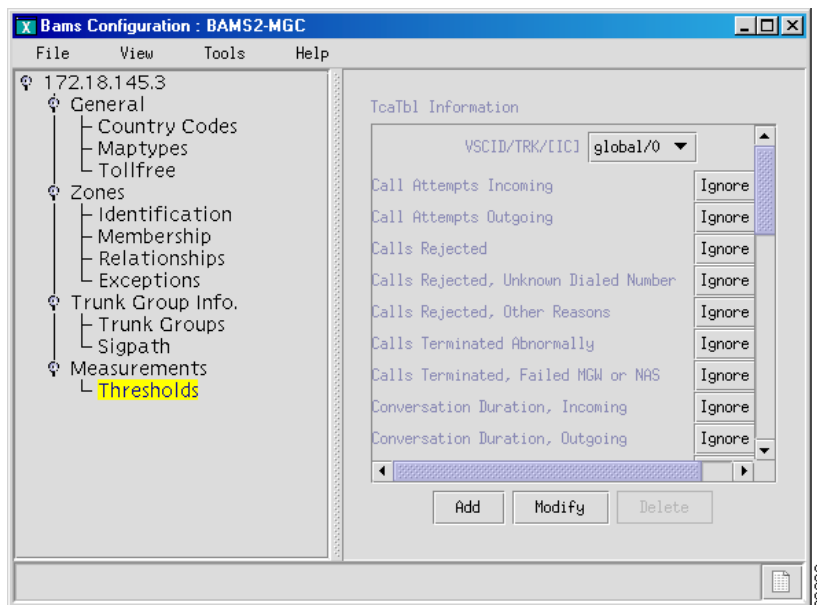 Bams Configuration : BAMS2-MGC
File View Tools Help
172.18.145.3
General
Country Codes
Maptypes
Tollfree
Zones
Identification
Membership
Relationships
Exceptions
Trunk Group Info.
Trunk Groups
Sigpath
Measurements
Thresholds
TcaTbl Information
VSCID/TRK/[IC] global/0
Call Attempts Incoming Ignore
Call Attempts Outgoing Ignore
Calls Rejected Ignore
Calls Rejected, Unknown Dialed Number Ignore
Calls Rejected, Other Reasons Ignore
Calls Terminated Abnormally Ignore
Calls Terminated, Failed MGW or NAS Ignore
Conversation Duration, Incoming Ignore
Conversation Duration, Outgoing Ignore
Add Modify Delete